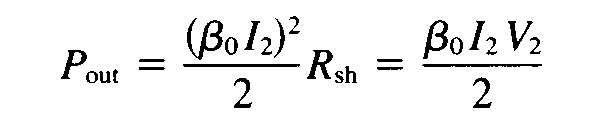 P_out = (β₀I₂)²/2 R_sh = β₀I₂V₂/2